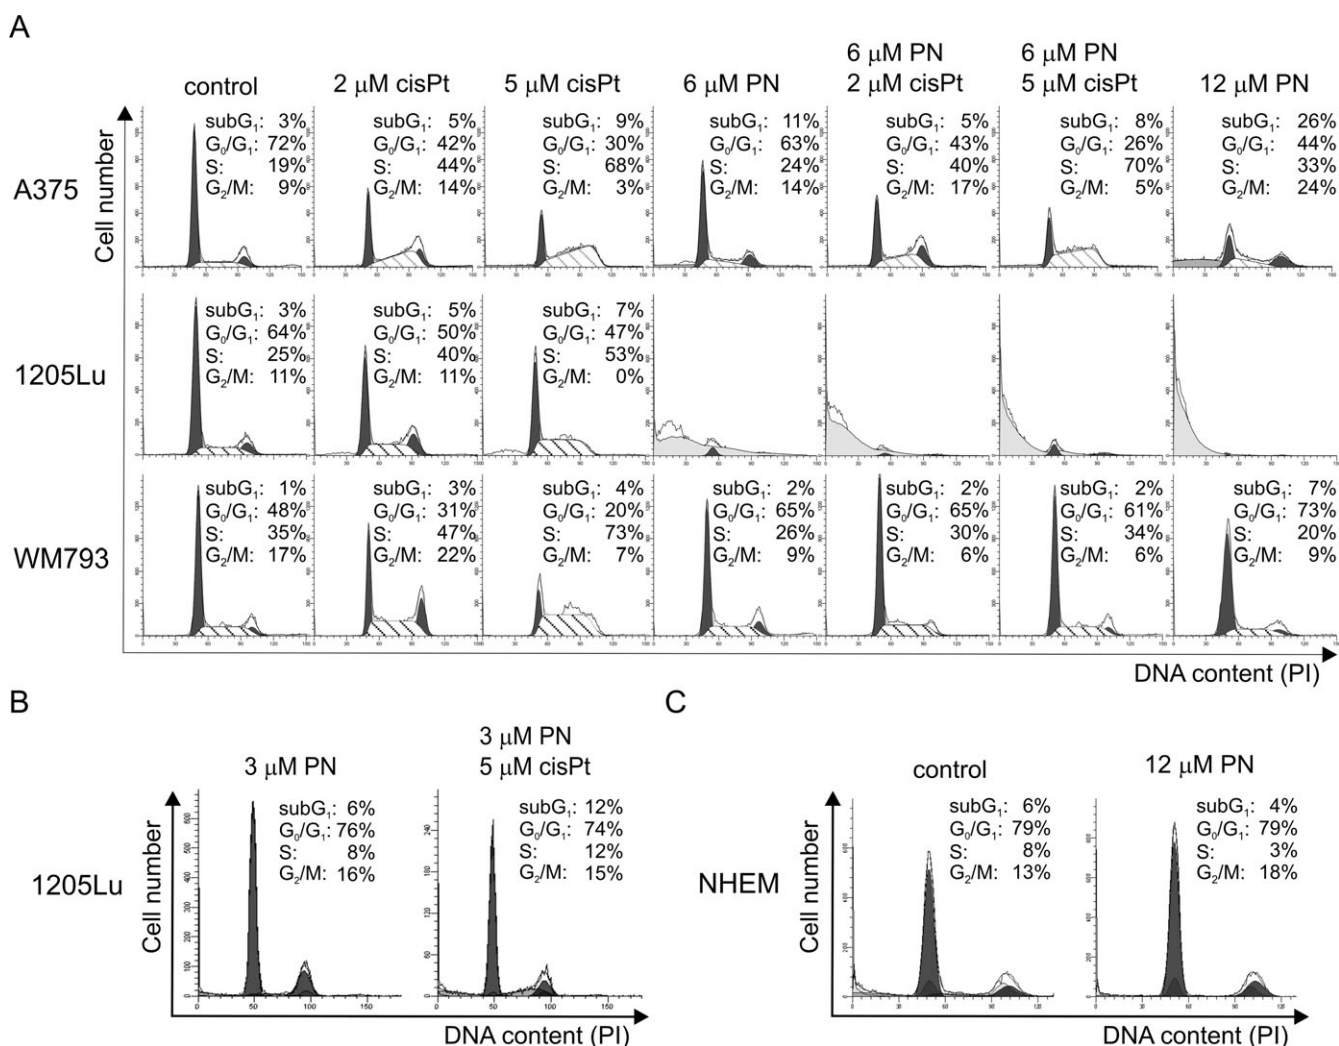 A
control
2 μM cisPt
5 μM cisPt
6 μM PN
6 μM PN
2 μM cisPt
6 μM PN
5 μM cisPt
12 μM PN
Cell number
A375
subG₁: 3%
G₀/G₁: 72%
S: 19%
G₂/M: 9%
subG₁: 5%
G₀/G₁: 42%
S: 44%
G₂/M: 14%
subG₁: 9%
G₀/G₁: 30%
S: 68%
G₂/M: 3%
subG₁: 11%
G₀/G₁: 63%
S: 24%
G₂/M: 14%
subG₁: 5%
G₀/G₁: 43%
S: 40%
G₂/M: 17%
subG₁: 8%
G₀/G₁: 26%
S: 70%
G₂/M: 5%
subG₁: 26%
G₀/G₁: 44%
S: 33%
G₂/M: 24%
1205Lu
subG₁: 3%
G₀/G₁: 64%
S: 25%
G₂/M: 11%
subG₁: 5%
G₀/G₁: 50%
S: 40%
G₂/M: 11%
subG₁: 7%
G₀/G₁: 47%
S: 53%
G₂/M: 0%
WM793
subG₁: 1%
G₀/G₁: 48%
S: 35%
G₂/M: 17%
subG₁: 3%
G₀/G₁: 31%
S: 47%
G₂/M: 22%
subG₁: 4%
G₀/G₁: 20%
S: 73%
G₂/M: 7%
subG₁: 2%
G₀/G₁: 65%
S: 26%
G₂/M: 9%
subG₁: 2%
G₀/G₁: 65%
S: 30%
G₂/M: 6%
subG₁: 2%
G₀/G₁: 61%
S: 34%
G₂/M: 6%
subG₁: 7%
G₀/G₁: 73%
S: 20%
G₂/M: 9%
DNA content (PI)
B
3 μM PN
3 μM PN
5 μM cisPt
1205Lu
Cell number
subG₁: 6%
G₀/G₁: 76%
S: 8%
G₂/M: 16%
subG₁: 12%
G₀/G₁: 74%
S: 12%
G₂/M: 15%
0 50 100 150
0 50 100 150
DNA content (PI)
C
control
12 μM PN
NHEM
Cell number
subG₁: 6%
G₀/G₁: 79%
S: 8%
G₂/M: 13%
subG₁: 4%
G₀/G₁: 79%
S: 3%
G₂/M: 18%
DNA content (PI)